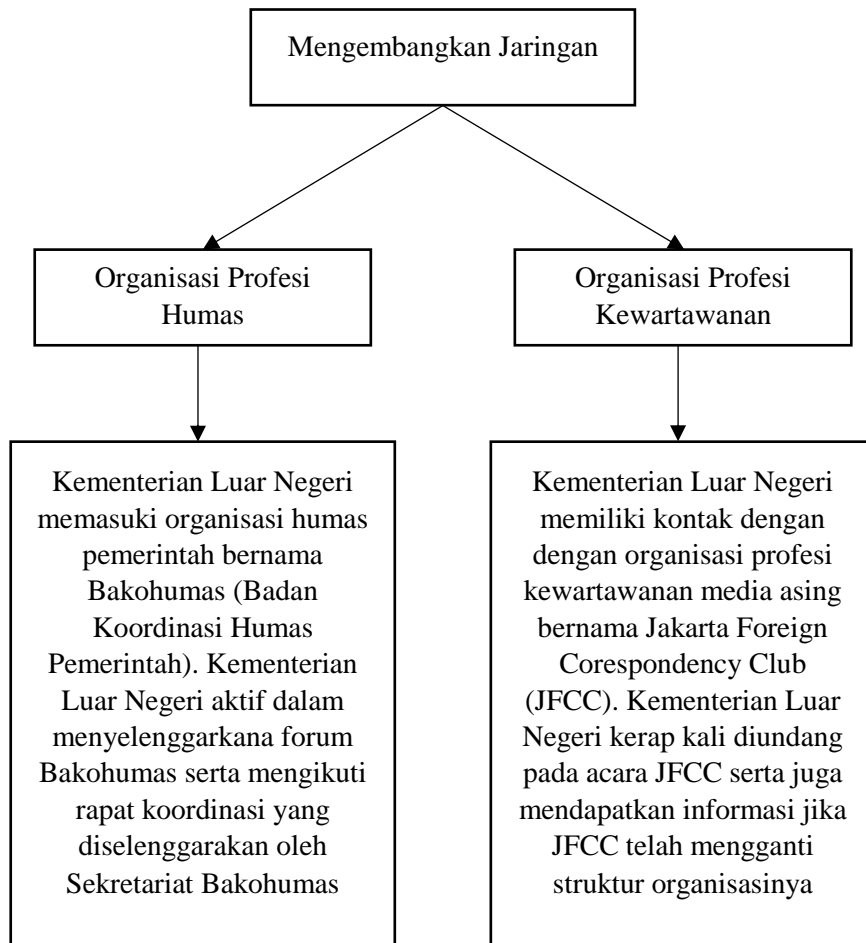 Mengembangkan Jaringan
Organisasi Profesi
Humas
Organisasi Profesi
Kewartawanan
Kementerian Luar Negeri
memasuki organisasi humas
pemerintah bernama
Bakohumas (Badan
Koordinasi Humas
Pemerintah). Kementerian
Luar Negeri aktif dalam
menyelenggarkana forum
Bakohumas serta mengikuti
rapat koordinasi yang
diselenggarakan oleh
Sekretariat Bakohumas
Kementerian Luar Negeri
memiliki kontak dengan
dengan organisasi profesi
kewartawanan media asing
bernama Jakarta Foreign
Corespondency Club
(JFCC). Kementerian Luar
Negeri kerap kali diundang
pada acara JFCC serta juga
mendapatkan informasi jika
JFCC telah mengganti
struktur organisasinya